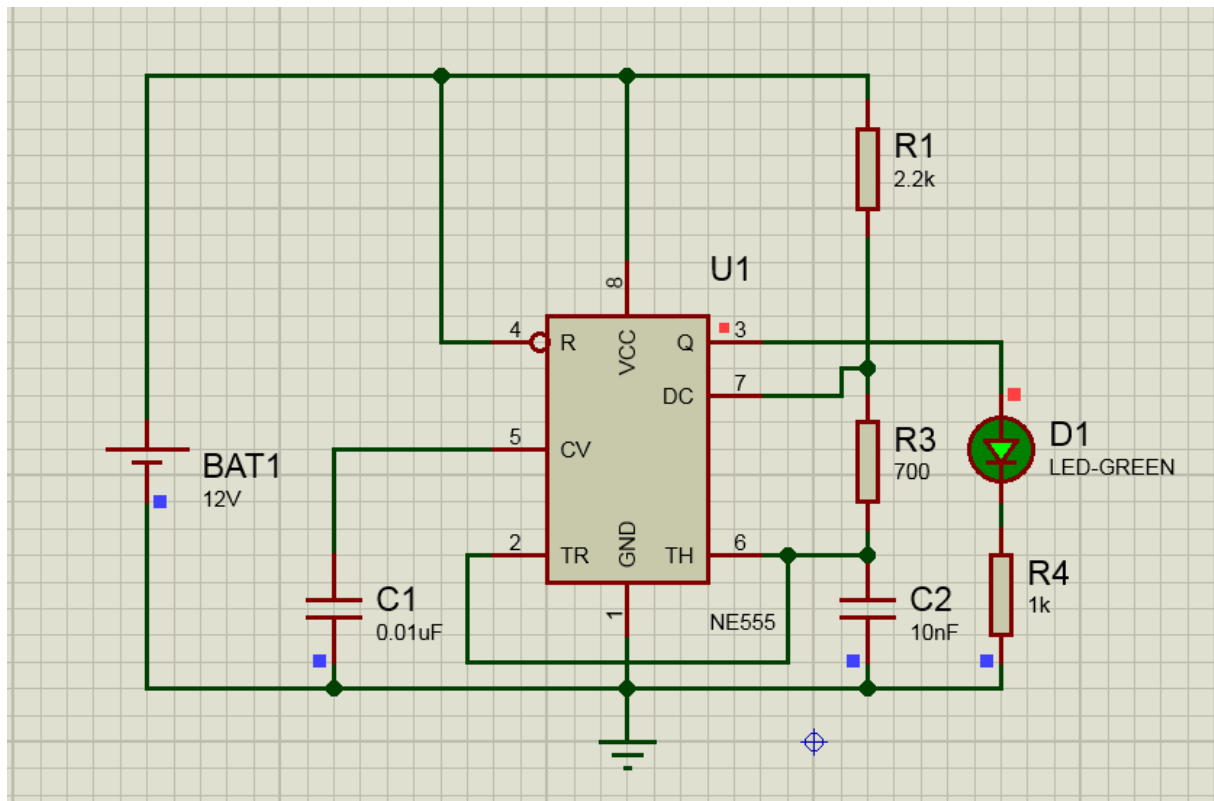 R1
2.2k
U1
8
4
R
VCC
Q
3
DC
7
5
CV
R3
700
D1
LED-GREEN
BAT1
12V
2
TR
GND
TH
6
C1
0.01uF
1
NE555
C2
10nF
R4
1k